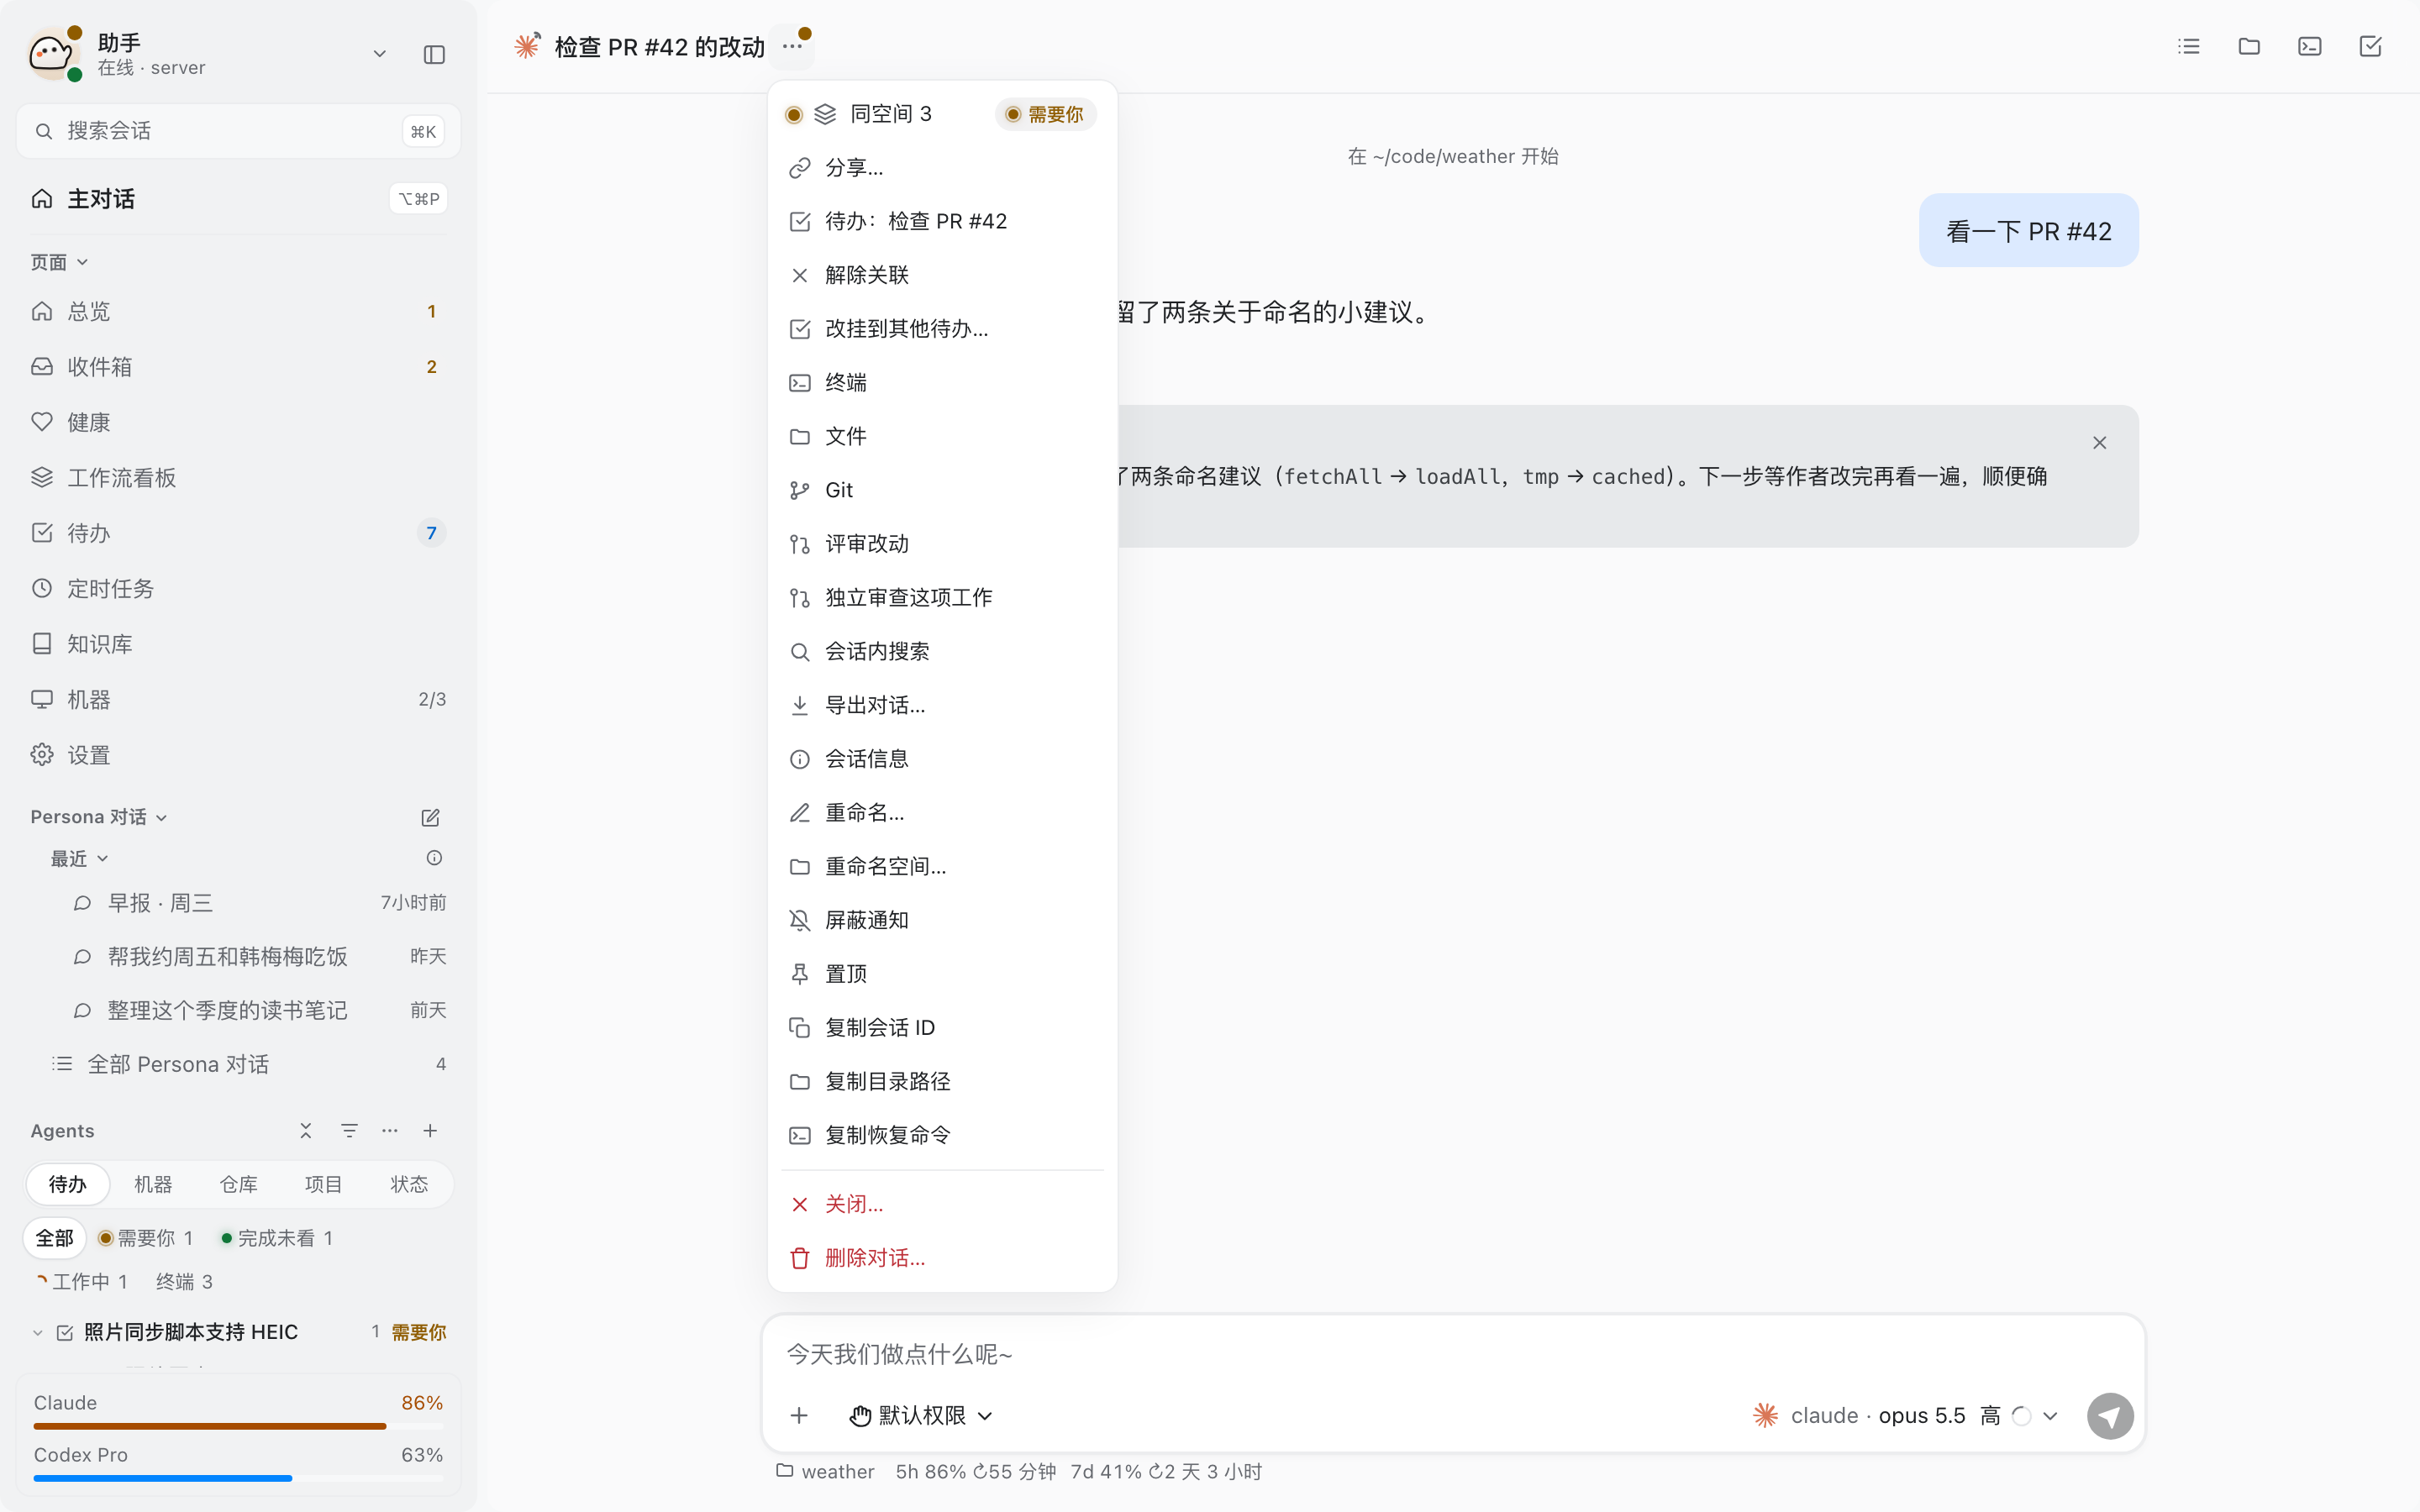 助手
在线 · server
搜索会话 ⌘K
主对话 ⌥⌘P
页面
总览 1
收件箱 2
健康
工作流看板
待办 7
定时任务
知识库
机器 2/3
设置
Persona 对话
最近
早报 · 周三 7小时前
帮我约周五和韩梅梅吃饭 昨天
整理这个季度的读书笔记 前天
全部 Persona 对话 4
Agents
待办 机器 仓库 项目 状态
全部 需要你 1 完成未看 1
工作中 1 终端 3
照片同步脚本支持 HEIC 1 需要你
Claude 86%
Codex Pro 63%
检查 PR #42 的改动
同空间 3 需要你
分享...
待办：检查 PR #42
解除关联
改挂到其他待办...
终端
文件
Git
评审改动
独立审查这项工作
会话内搜索
导出对话...
会话信息
重命名...
重命名空间...
屏蔽通知
置顶
复制会话 ID
复制目录路径
复制恢复命令
关闭...
删除对话...
在 ~/code/weather 开始
看一下 PR #42
留了两条关于命名的小建议。
了两条命名建议（fetchAll → loadAll，tmp → cached）。下一步等作者改完再看一遍，顺便确
今天我们做点什么呢~
默认权限 claude · opus 5.5 高
weather 5h 86% ↻55 分钟 7d 41% ↻2 天 3 小时